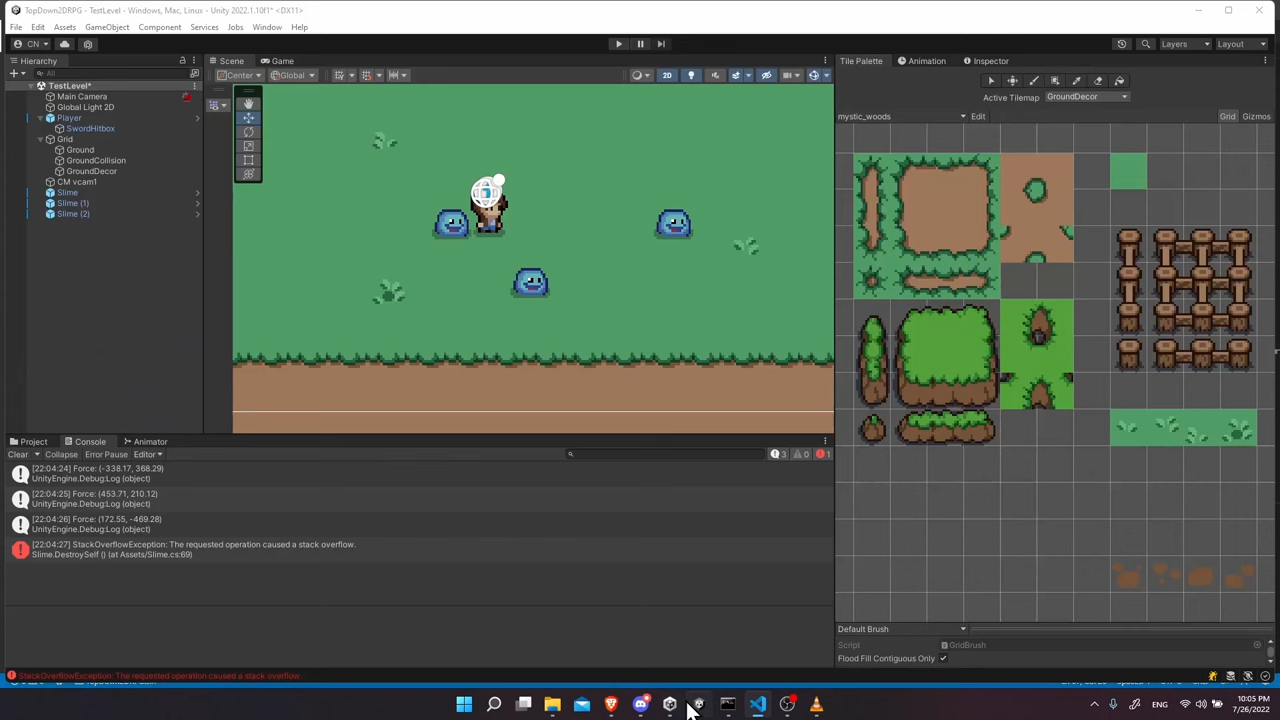 TopDown2DRPG - TestLevel - Windows, Mac, Linux - Unity 2022.1.10f1* <DX11>
File Edit Assets GameObject Component Services Jobs Window Help
CN Layers Layout
Hierarchy Scene Game Tile Palette Animation Inspector
All Center Global 2D
TestLevel*
Main Camera
Global Light 2D
Player
SwordHitbox
Grid
Ground
GroundCollision
GroundDecor
CM vcam1
Slime
Slime (1)
Slime (2)
Active Tilemap GroundDecor
mystic_woods Edit Grid Gizmos
Project Console Animator
Clear Collapse Error Pause Editor 3 0 1
[22:04:24] Force: (-338.17, 368.29)
UnityEngine.Debug:Log (object)
[22:04:25] Force: (453.71, 210.12)
UnityEngine.Debug:Log (object)
[22:04:26] Force: (172.55, -469.28)
UnityEngine.Debug:Log (object)
[22:04:27] StackOverflowException: The requested operation caused a stack overflow.
Slime.DestroySelf () (at Assets/Slime.cs:69)
Default Brush
Script GridBrush
Flood Fill Contiguous Only
StackOverflowException: The requested operation caused a stack overflow.
ENG 10:05 PM
7/26/2022